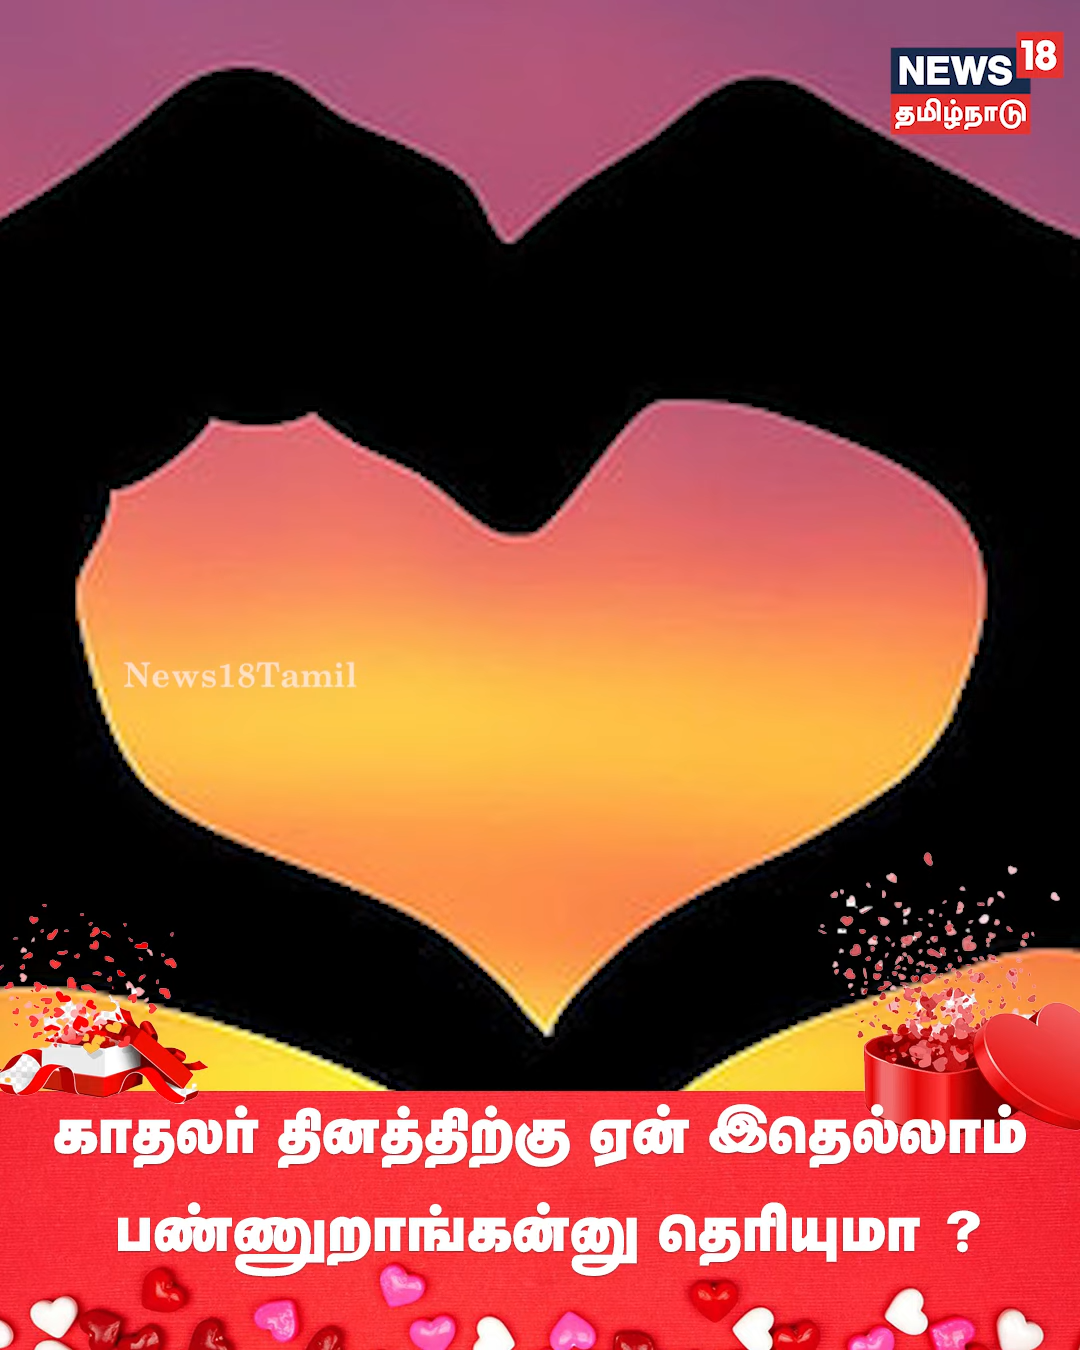 NEWS 18
தமிழ்நாடு
News18Tamil
காதலர் தினத்திற்கு ஏன் இதெல்லாம்
பண்ணுறாங்கன்னு தெரியுமா ?